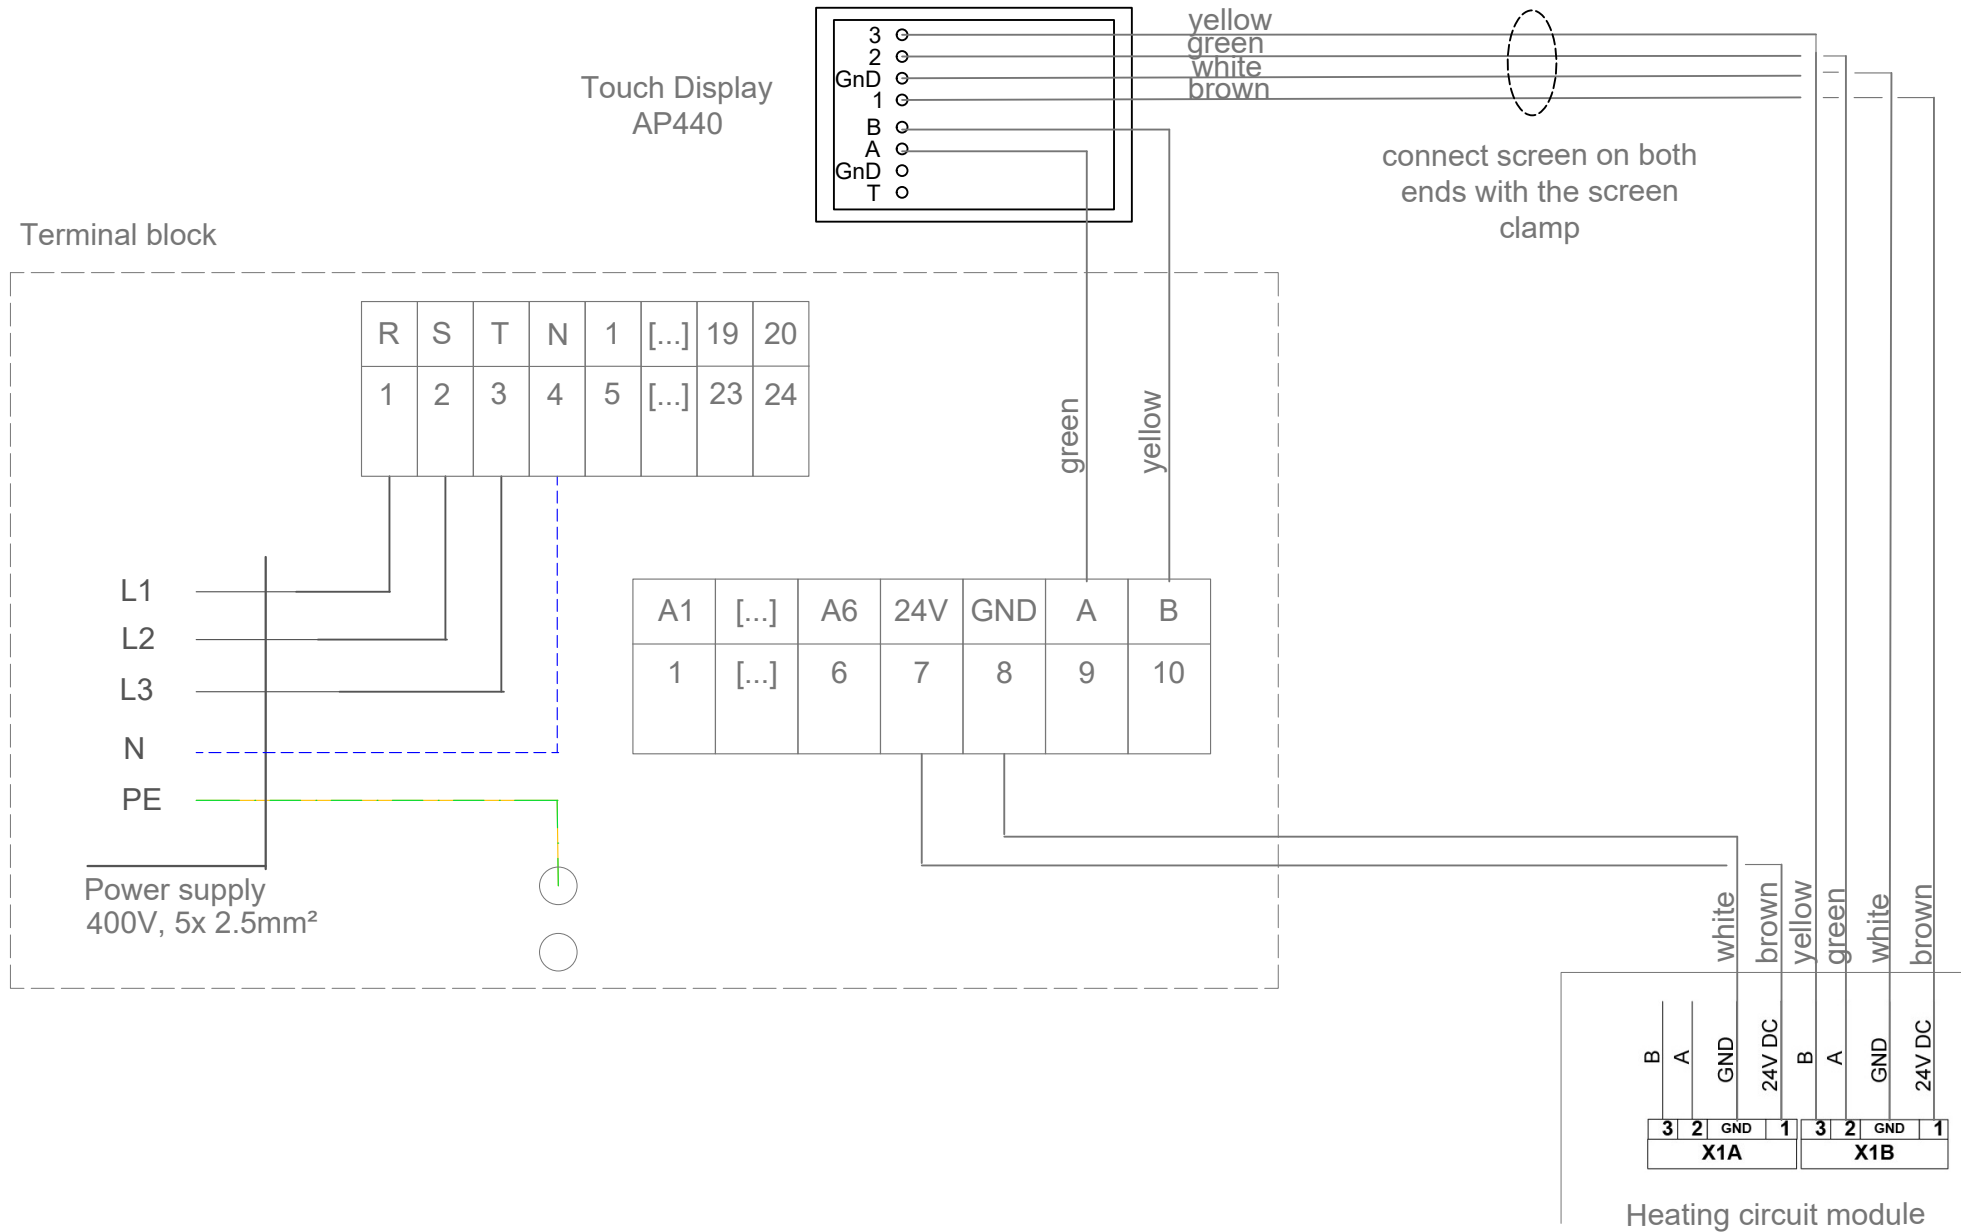 3
2
GnD
1
B
A
GnD
T
yellow
green
white
brown
Touch Display
AP440
connect screen on both
ends with the screen
clamp
Terminal block
R S T N 1 [...] 19 20
1 2 3 4 5 [...] 23 24
green
yellow
L1
L2
L3
N
PE
Power supply
400V, 5x 2.5mm²
A1 [...] A6 24V GND A B
1 [...] 6 7 8 9 10
white
brown
yellow
green
white
brown
B
A
GND
24V DC
B
A
GND
24V DC
3 2 GND 1 3 2 GND 1
X1A X1B
Heating circuit module